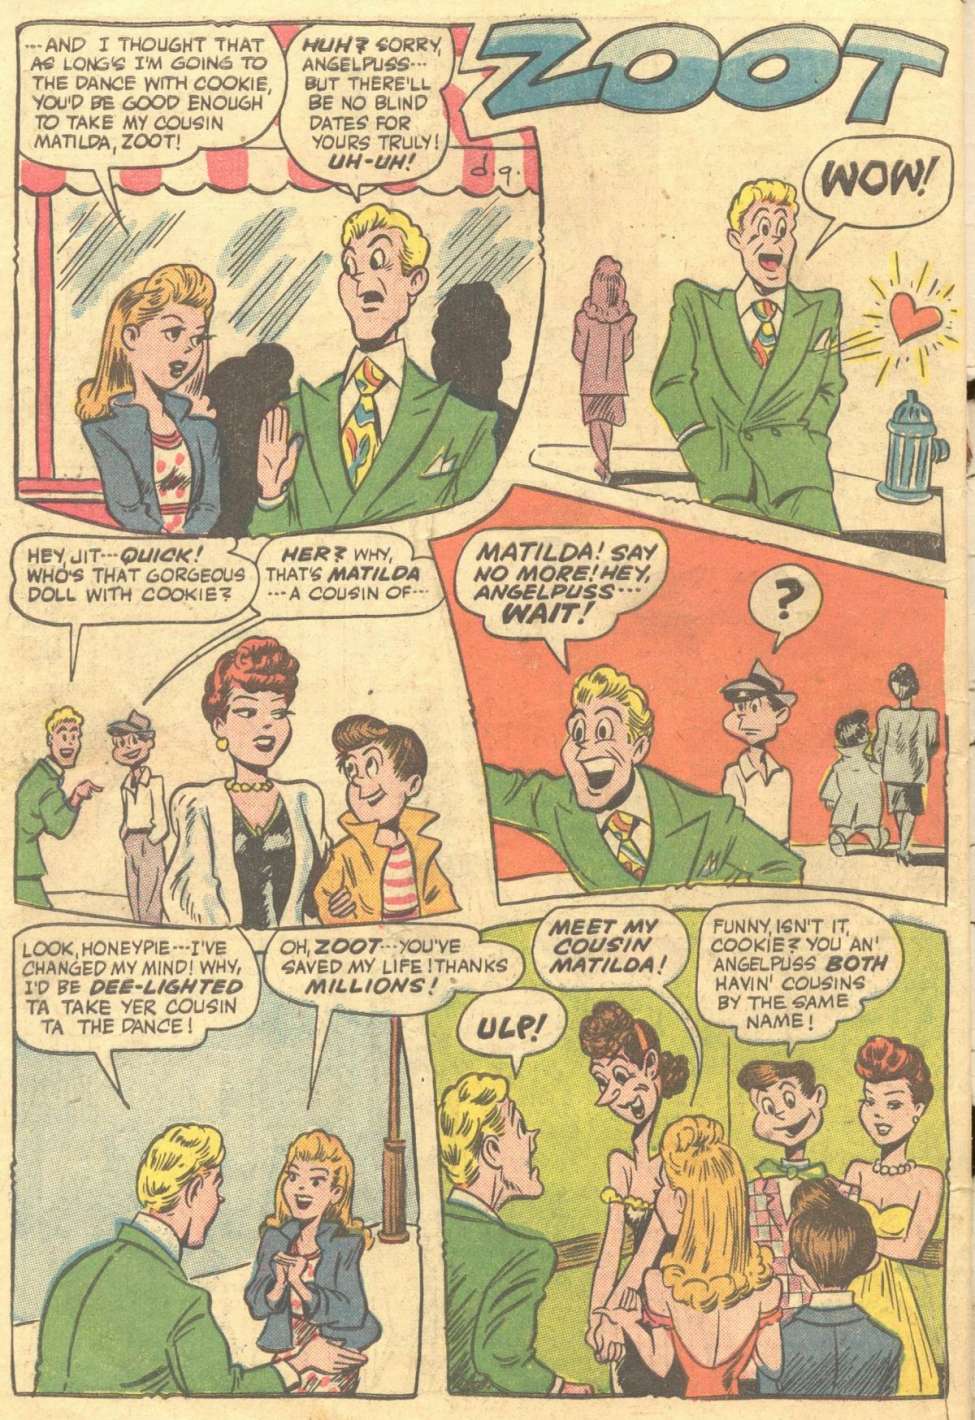 ---AND I THOUGHT THAT
AS LONG'S I'M GOING TO
THE DANCE WITH COOKIE,
YOU'D BE GOOD ENOUGH
TO TAKE MY COUSIN
MATILDA, ZOOT!
HUH? SORRY,
ANGELPUSS---
BUT THERE'LL
BE NO BLIND
DATES FOR
YOURS TRULY!
UH-UH!
d.g.
ZOOT
WOW!
HEY, JIT---QUICK!
WHO'S THAT GORGEOUS
DOLL WITH COOKIE?
HER? WHY,
THAT'S MATILDA
---A COUSIN OF---
MATILDA! SAY
NO MORE! HEY,
ANGELPUSS---
WAIT!
?
LOOK, HONEYPIE---I'VE
CHANGED MY MIND! WHY,
I'D BE DEE-LIGHTED
TA TAKE YER COUSIN
TA THE DANCE!
OH, ZOOT---YOU'VE
SAVED MY LIFE! THANKS
MILLIONS!
ULP!
MEET MY
COUSIN
MATILDA!
FUNNY, ISN'T IT,
COOKIE? YOU AN'
ANGELPUSS BOTH
HAVIN' COUSINS
BY THE SAME
NAME!